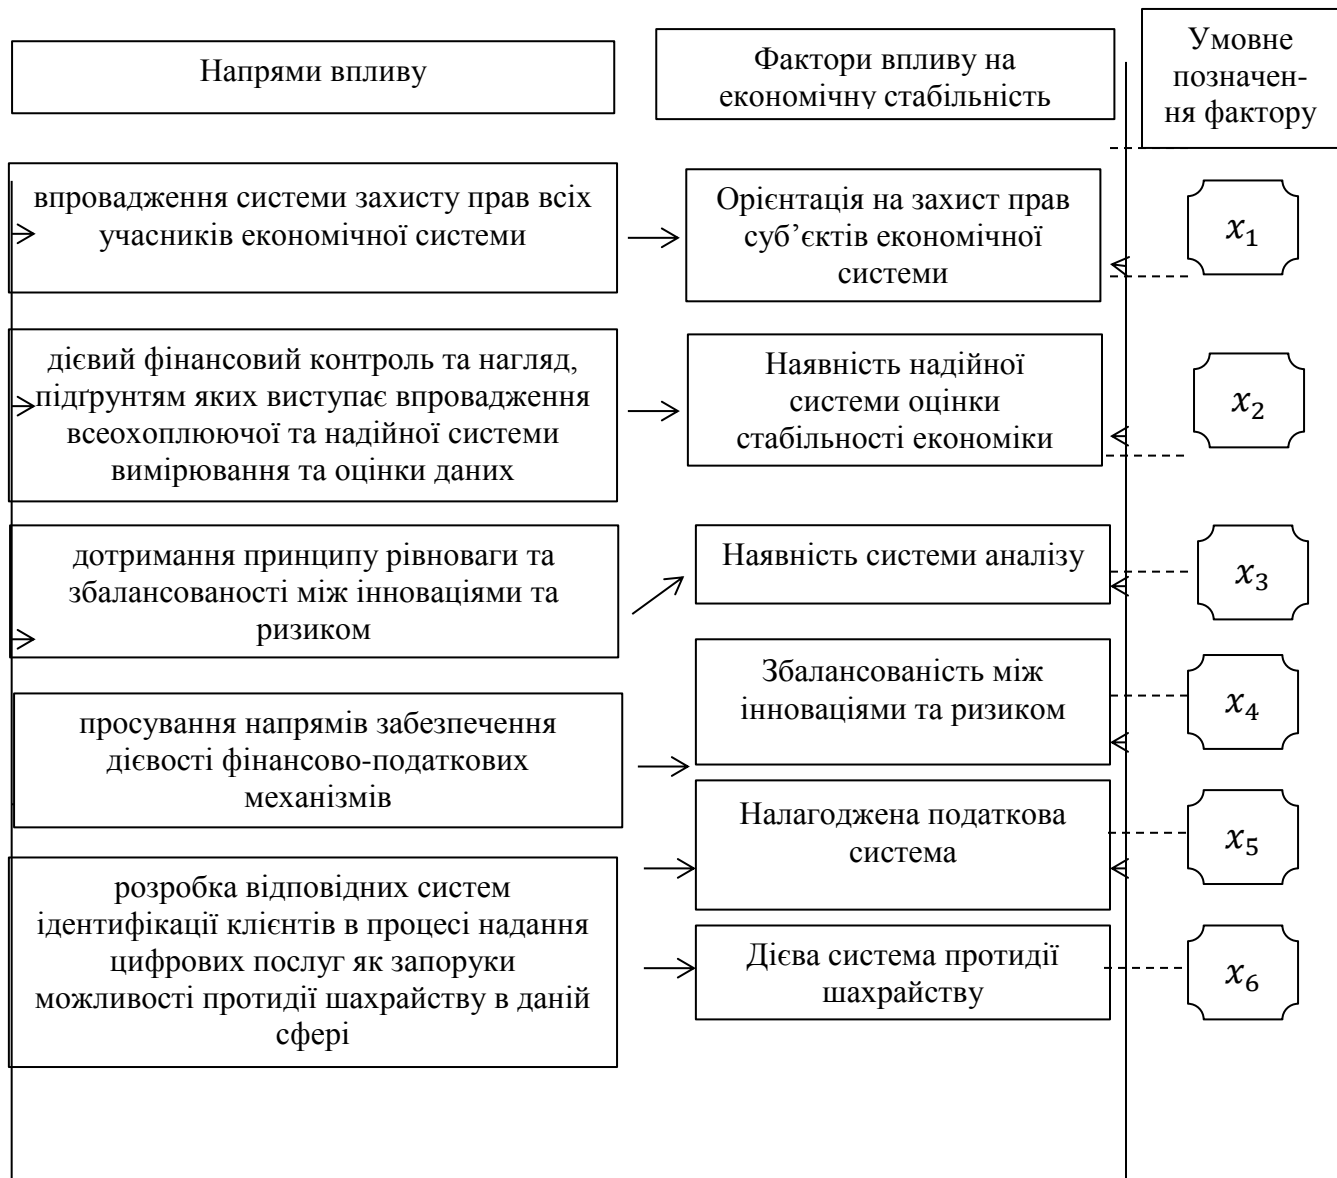 Напрями впливу
Фактори впливу на
економічну стабільність
Умовне
позначен-
ня фактору
впровадження системи захисту прав всіх
учасників економічної системи
Орієнтація на захист прав
суб’єктів економічної
системи
x₁
дієвий фінансовий контроль та нагляд,
підґрунтям яких виступає впровадження
всеохоплюючої та надійної системи
вимірювання та оцінки даних
Наявність надійної
системи оцінки
стабільності економіки
x₂
дотримання принципу рівноваги та
збалансованості між інноваціями та
ризиком
Наявність системи аналізу
x₃
Збалансованість між
інноваціями та ризиком
x₄
просування напрямів забезпечення
дієвості фінансово-податкових
механізмів
Налагоджена податкова
система
x₅
розробка відповідних систем
ідентифікації клієнтів в процесі надання
цифрових послуг як запоруки
можливості протидії шахрайству в даній
сфері
Дієва система протидії
шахрайству
x₆